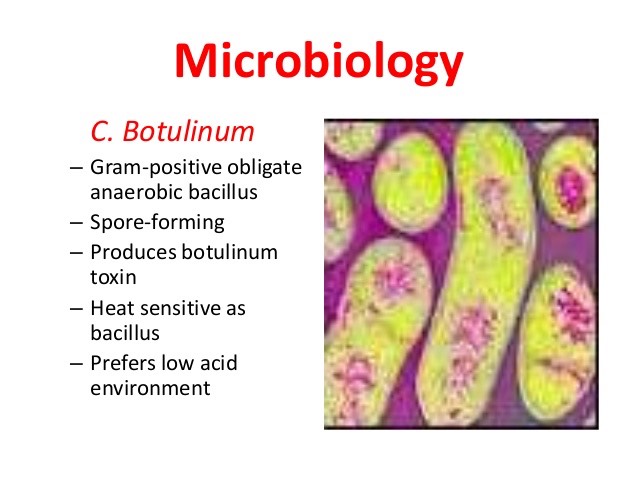 Microbiology
C. Botulinum
– Gram-positive obligate
anaerobic bacillus
– Spore-forming
– Produces botulinum
toxin
– Heat sensitive as
bacillus
– Prefers low acid
environment